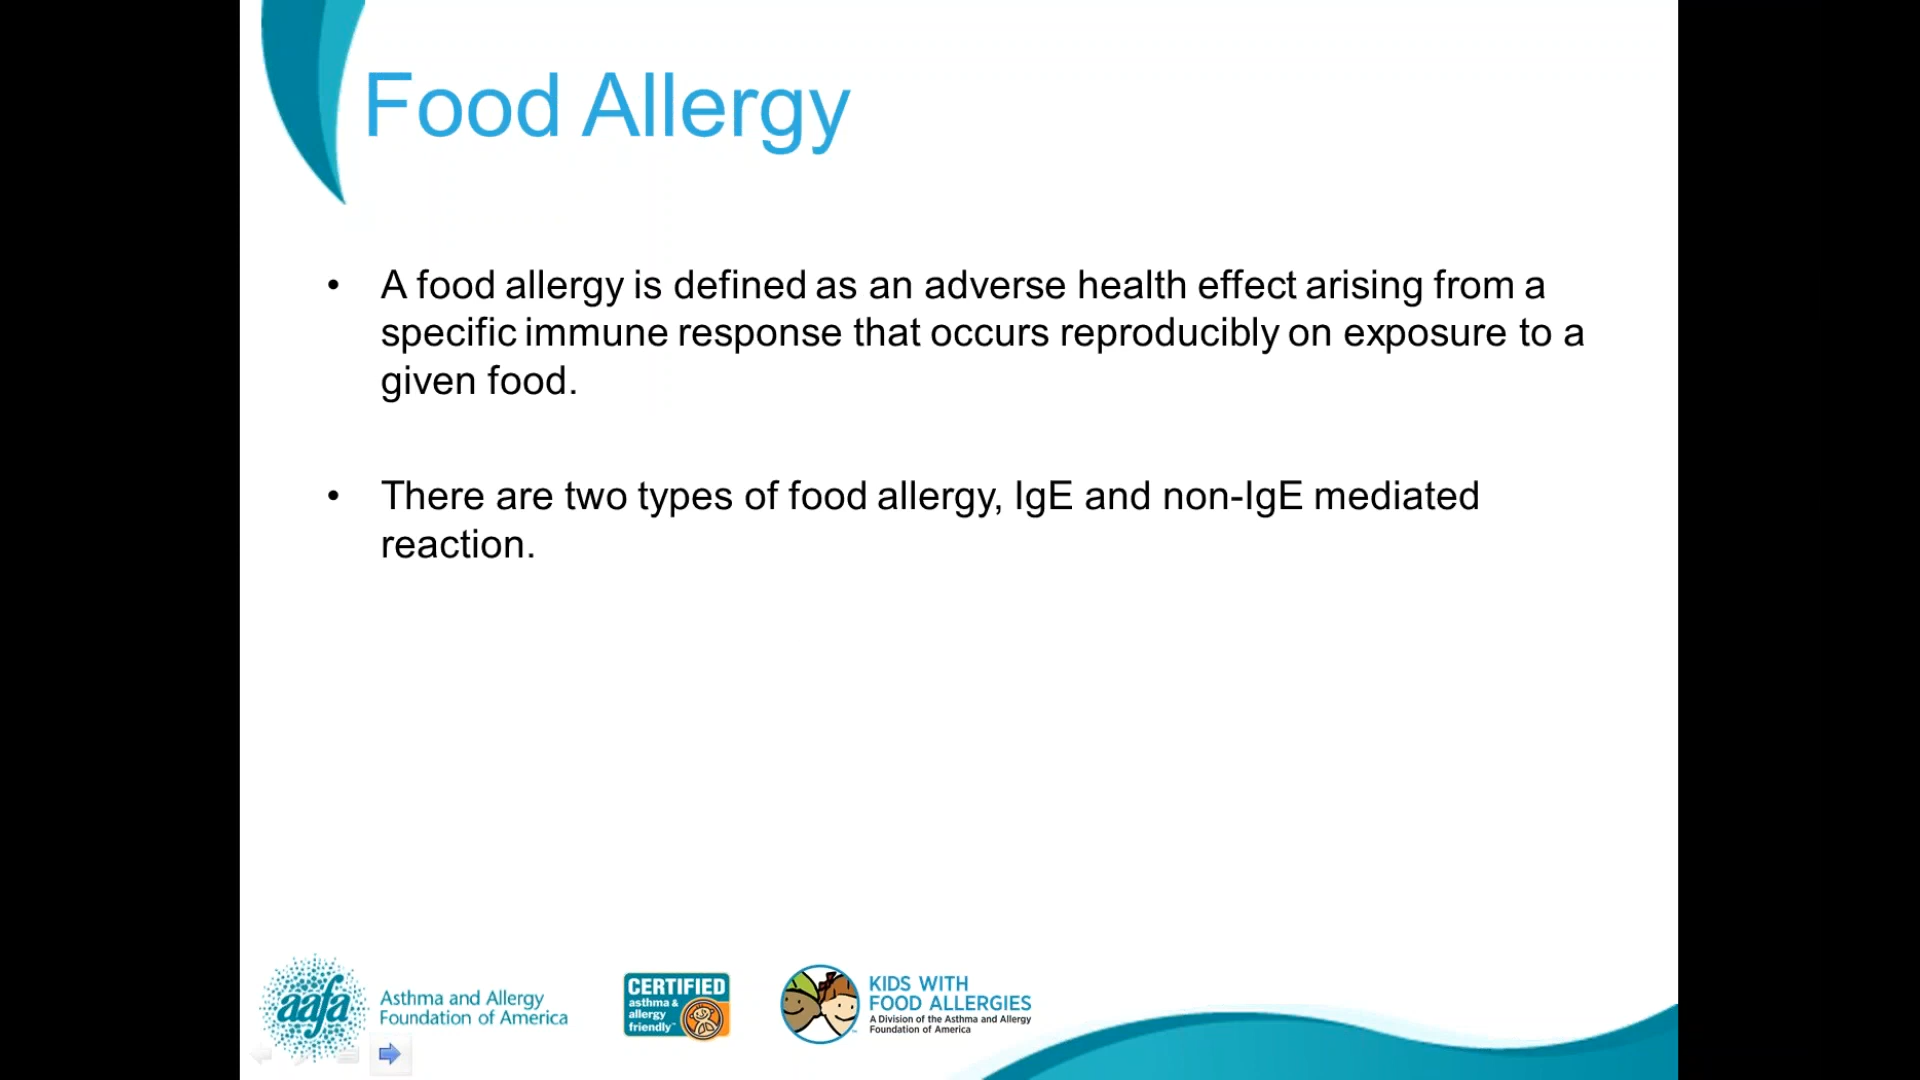 Food Allergy
• A food allergy is defined as an adverse health effect arising from a
specific immune response that occurs reproducibly on exposure to a
given food.
• There are two types of food allergy, IgE and non-IgE mediated
reaction.
aafa
Asthma and Allergy
Foundation of America
CERTIFIED
asthma &
allergy
friendly™
KIDS WITH
FOOD ALLERGIES
A Division of the Asthma and Allergy
Foundation of America